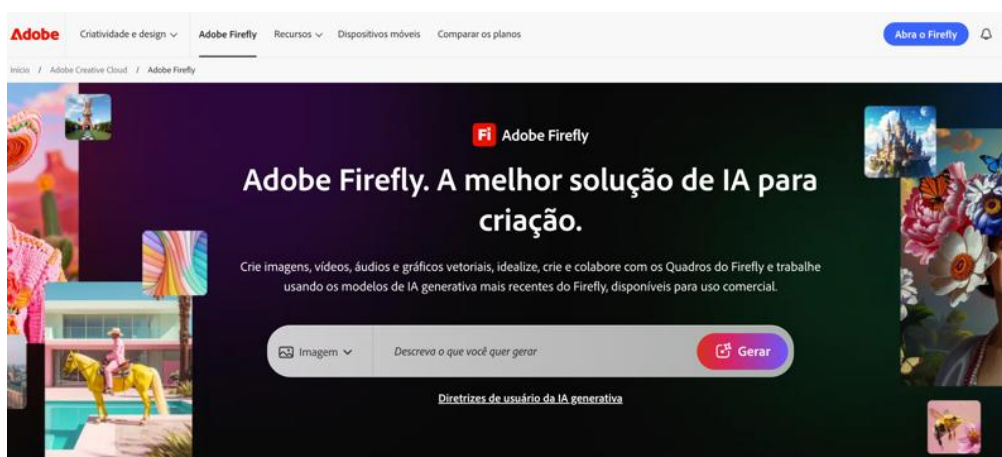 Adobe
Criatividade e design
Adobe Firefly
Recursos
Dispositivos móveis
Comparar os planos
Abra o Firefly
Início / Adobe Creative Cloud / Adobe Firefly
Fi Adobe Firefly
Adobe Firefly. A melhor solução de IA para
criação.
Crie imagens, vídeos, áudios e gráficos vetoriais, idealize, crie e colabore com os Quadros do Firefly e trabalhe
usando os modelos de IA generativa mais recentes do Firefly, disponíveis para uso comercial.
Imagem
Descreva o que você quer gerar
Gerar
Diretrizes de usuário da IA generativa